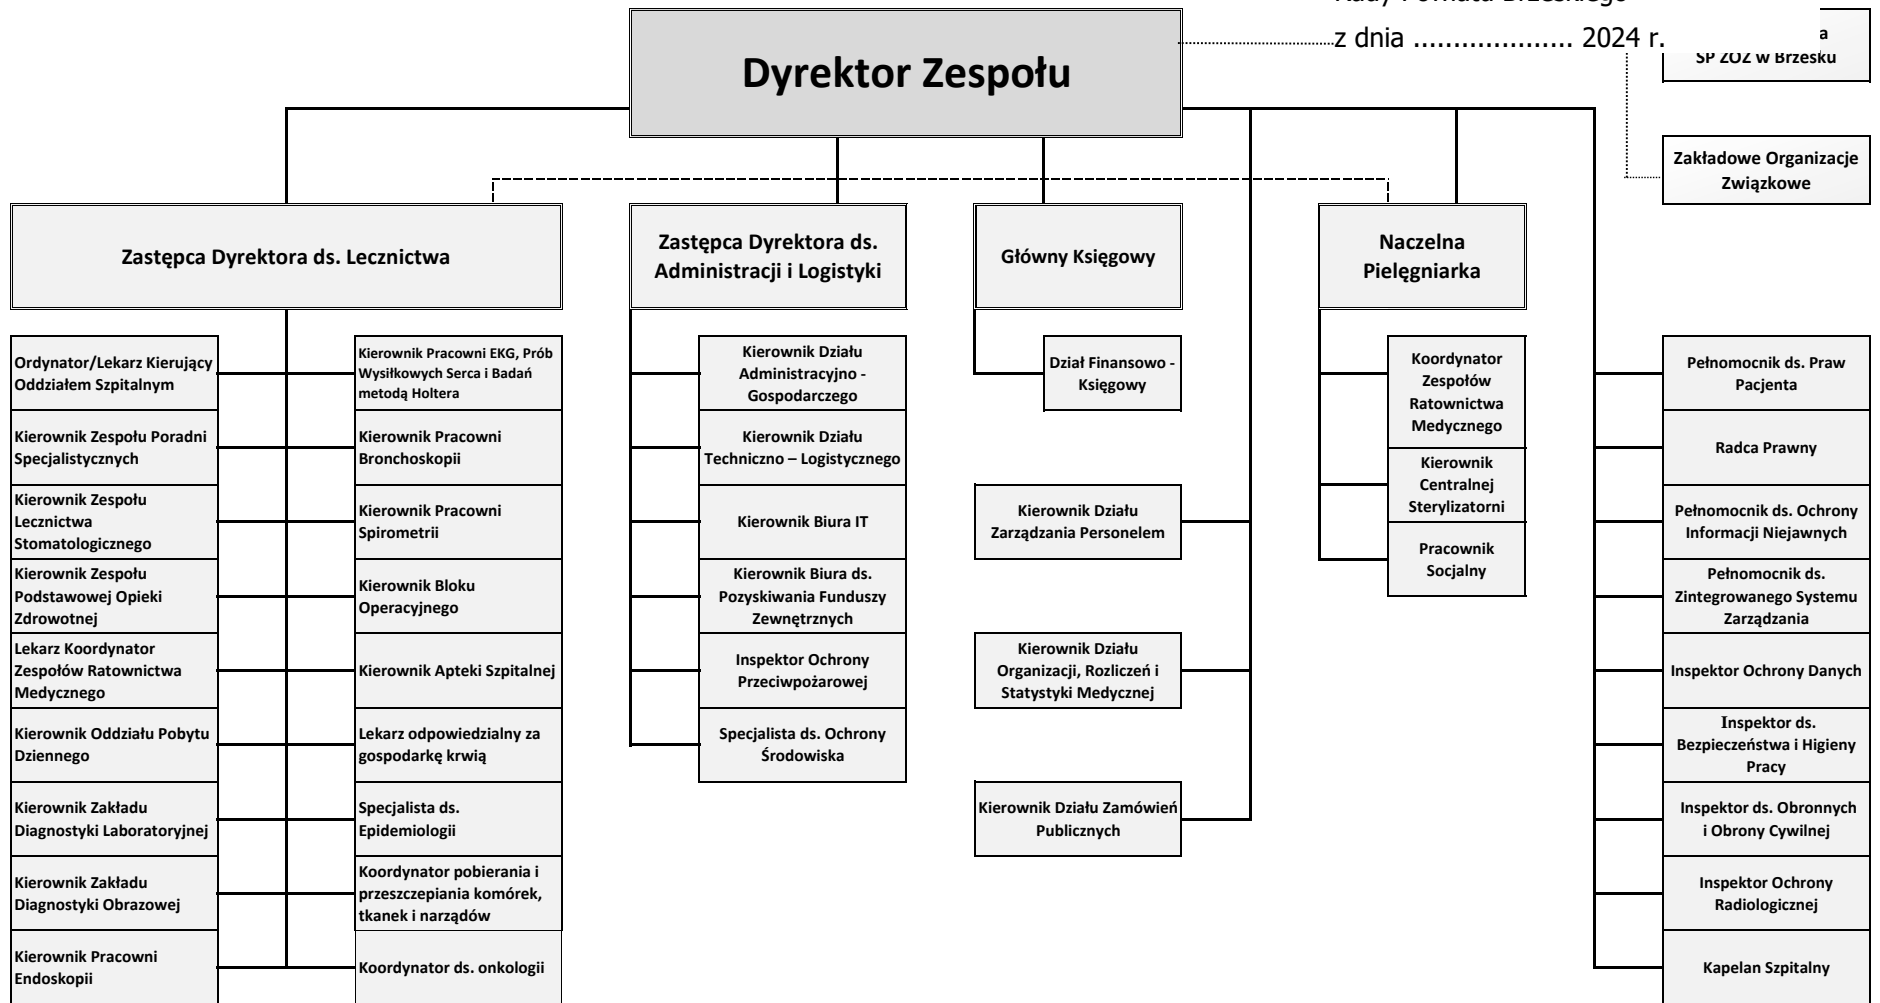 z dnia .................... 2024 r.
a
SP ZOZ w Brzesku
Dyrektor Zespołu
Zakładowe Organizacje
Związkowe
Zastępca Dyrektora ds. Lecznictwa
Zastępca Dyrektora ds.
Administracji i Logistyki
Główny Księgowy
Naczelna
Pielęgniarka
Ordynator/Lekarz Kierujący
Oddziałem Szpitalnym
Kierownik Zespołu Poradni
Specjalistycznych
Kierownik Zespołu
Lecznictwa
Stomatologicznego
Kierownik Zespołu
Podstawowej Opieki
Zdrowotnej
Lekarz Koordynator
Zespołów Ratownictwa
Medycznego
Kierownik Oddziału Pobytu
Dziennego
Kierownik Zakładu
Diagnostyki Laboratoryjnej
Kierownik Zakładu
Diagnostyki Obrazowej
Kierownik Pracowni
Endoskopii
Kierownik Pracowni EKG, Prób
Wysiłkowych Serca i Badań
metodą Holtera
Kierownik Pracowni
Bronchoskopii
Kierownik Pracowni
Spirometrii
Kierownik Bloku
Operacyjnego
Kierownik Apteki Szpitalnej
Lekarz odpowiedzialny za
gospodarkę krwią
Specjalista ds.
Epidemiologii
Koordynator pobierania i
przeszczepiania komórek,
tkanek i narządów
Koordynator ds. onkologii
Kierownik Działu
Administracyjno -
Gospodarczego
Kierownik Działu
Techniczno – Logistycznego
Kierownik Biura IT
Kierownik Biura ds.
Pozyskiwania Funduszy
Zewnętrznych
Inspektor Ochrony
Przeciwpożarowej
Specjalista ds. Ochrony
Środowiska
Dział Finansowo -
Księgowy
Kierownik Działu
Zarządzania Personelem
Kierownik Działu
Organizacji, Rozliczeń i
Statystyki Medycznej
Kierownik Działu Zamówień
Publicznych
Koordynator
Zespołów
Ratownictwa
Medycznego
Kierownik
Centralnej
Sterylizatorni
Pracownik
Socjalny
Pełnomocnik ds. Praw
Pacjenta
Radca Prawny
Pełnomocnik ds. Ochrony
Informacji Niejawnych
Pełnomocnik ds.
Zintegrowanego Systemu
Zarządzania
Inspektor Ochrony Danych
Inspektor ds.
Bezpieczeństwa i Higieny
Pracy
Inspektor ds. Obronnych
i Obrony Cywilnej
Inspektor Ochrony
Radiologicznej
Kapelan Szpitalny